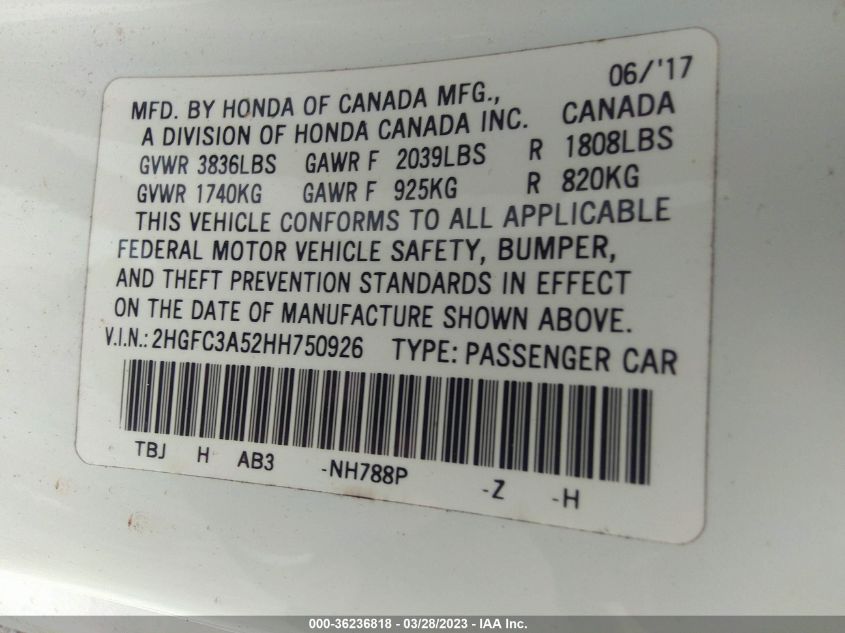 06/'17
MFD. BY HONDA OF CANADA MFG.,
A DIVISION OF HONDA CANADA INC. CANADA
GVWR 3836LBS GAWR F 2039LBS R 1808LBS
GVWR 1740KG GAWR F 925KG R 820KG
THIS VEHICLE CONFORMS TO ALL APPLICABLE
FEDERAL MOTOR VEHICLE SAFETY, BUMPER,
AND THEFT PREVENTION STANDARDS IN EFFECT
ON THE DATE OF MANUFACTURE SHOWN ABOVE.
V.I.N.: 2HGFC3A52HH750926 TYPE: PASSENGER CAR
TBJ H AB3 -NH788P -Z -H
000-36236818 - 03/28/2023 - IAA Inc.